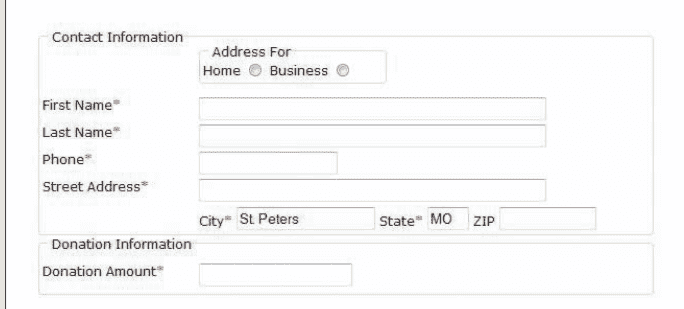 Contact Information
Address For
Home Business
First Name*
Last Name*
Phone*
Street Address*
City* St. Peters State* MO ZIP
Donation Information
Donation Amount*